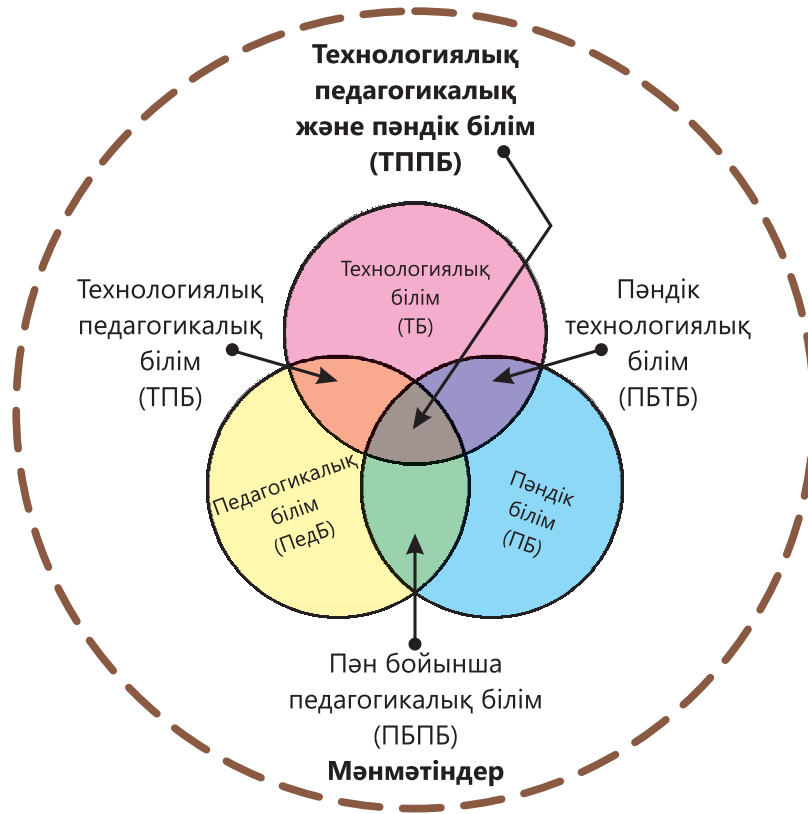 Технологиялық
педагогикалық
және пәндік білім
(ТППБ)
Технологиялық
білім
(ТБ)
Технологиялық
педагогикалық
білім
(ТПБ)
Пәндік
технологиялық
білім
(ПБТБ)
Педагогикалық
білім
(ПедБ)
Пәндік
білім
(ПБ)
Пән бойынша
педагогикалық білім
(ПБПБ)
Мәнмәтіндер